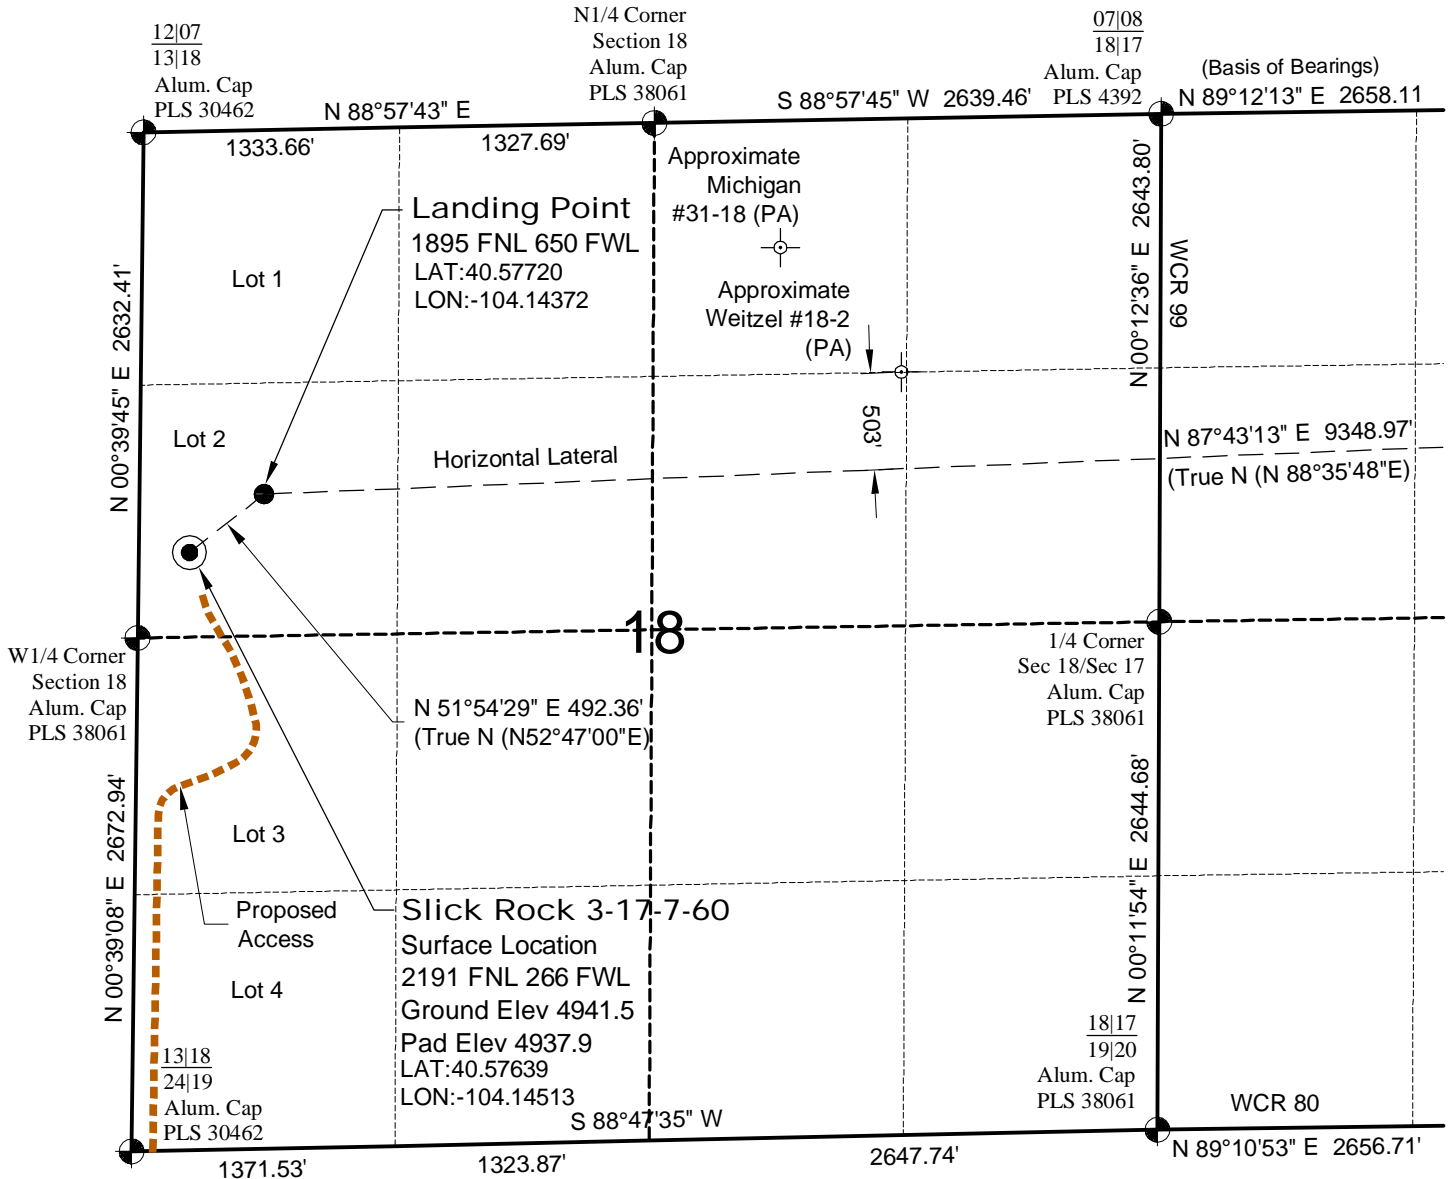 12|07
13|18
Alum. Cap
PLS 30462
N 88°57'43" E
1333.66'
1327.69'
N1/4 Corner
Section 18
Alum. Cap
PLS 38061
S 88°57'45" W 2639.46'
07|08
18|17
Alum. Cap
PLS 4392
(Basis of Bearings)
N 89°12'13" E 2658.11
Approximate
Michigan
#31-18 (PA)
Approximate
Weitzel #18-2
(PA)
Landing Point
1895 FNL 650 FWL
LAT:40.57720
LON:-104.14372
Lot 1
N 00°39'45" E 2632.41'
N 00°12'36" E 2643.80'
WCR 99
Lot 2
Horizontal Lateral
503'
N 87°43'13" E 9348.97'
(True N (N 88°35'48"E)
18
W1/4 Corner
Section 18
Alum. Cap
PLS 38061
1/4 Corner
Sec 18/Sec 17
Alum. Cap
PLS 38061
N 51°54'29" E 492.36'
(True N (N52°47'00"E)
N 00°39'08" E 2672.94'
Lot 3
N 00°11'54" E 2644.68'
Proposed
Access
Lot 4
Slick Rock 3-17-7-60
Surface Location
2191 FNL 266 FWL
Ground Elev 4941.5
Pad Elev 4937.9
LAT:40.57639
LON:-104.14513
13|18
24|19
Alum. Cap
PLS 30462
18|17
19|20
Alum. Cap
PLS 38061
WCR 80
S 88°47'35" W
1371.53'
1323.87'
2647.74'
N 89°10'53" E 2656.71'